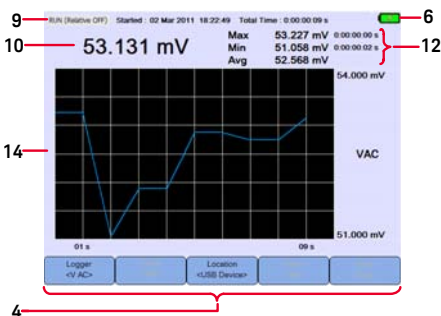 9
RUN (Relative OFF) Started : 02 Mar 2011 18:22:49 Total Time : 0:00:00:09 s
6
10
53.131 mV
Max 53.227 mV 0:00:00:00 s
Min 51.058 mV 0:00:00:02 s
Avg 52.568 mV
12
54.000 mV
14
VAC
51.000 mV
01 s
09 s
Logger
<V AC>
Location
<USB Device>
4